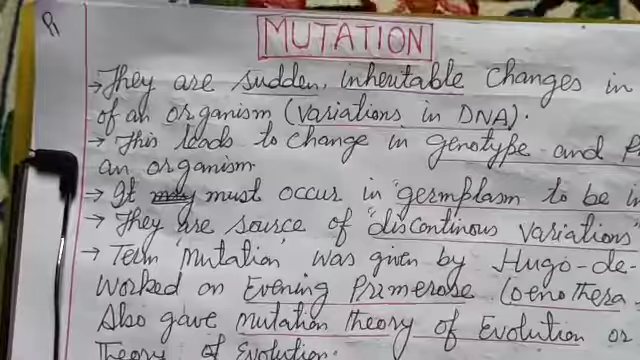 MUTATION
→ They are sudden, inheritable changes in
of an organism (variations in DNA).
→ This leads to change in genotype and
an organism.
→ It must occur in germplasm to be
→ They are source of "discontinous variations"
→ Term 'mutation' was given by Hugo-de-
worked on Evening Primerose (oenothera
Also gave mutation theory of Evolution or
Theory of Evolution.